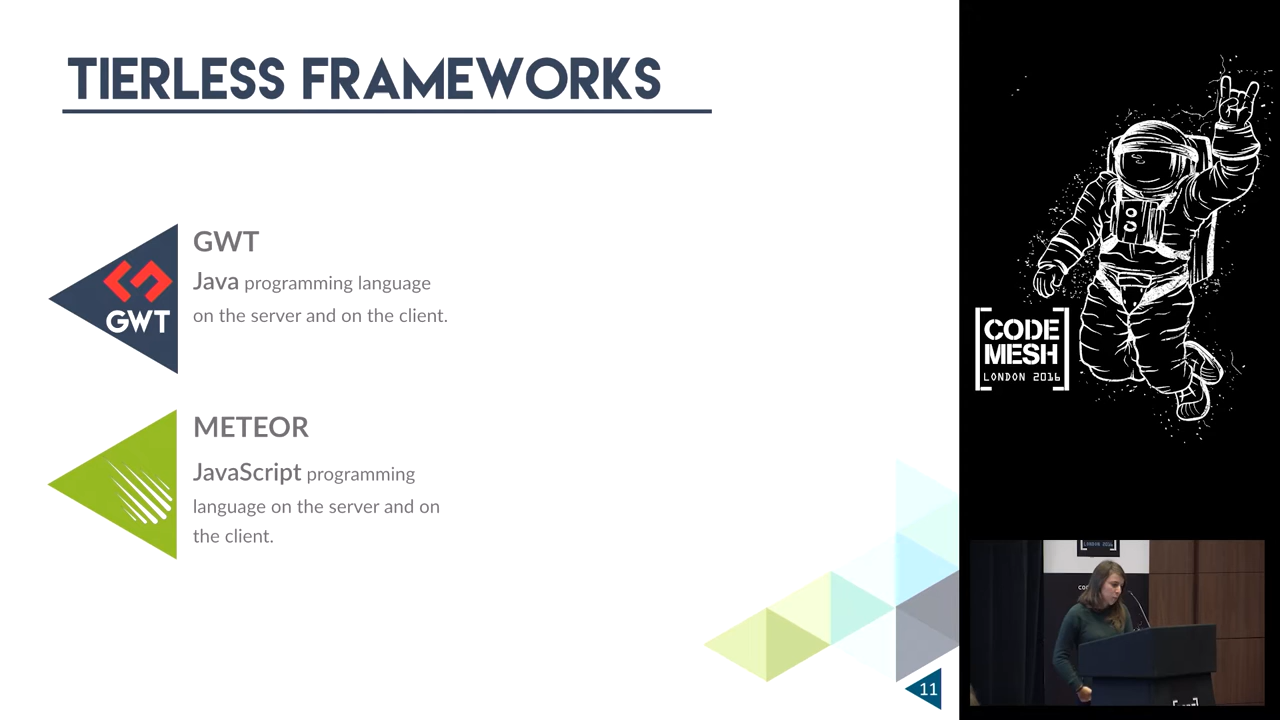 TIERLESS FRAMEWORKS
GWT
Java programming language
on the server and on the client.
GWT
METEOR
JavaScript programming
language on the server and on
the client.
11
CODE
MESH
LONDON 2016